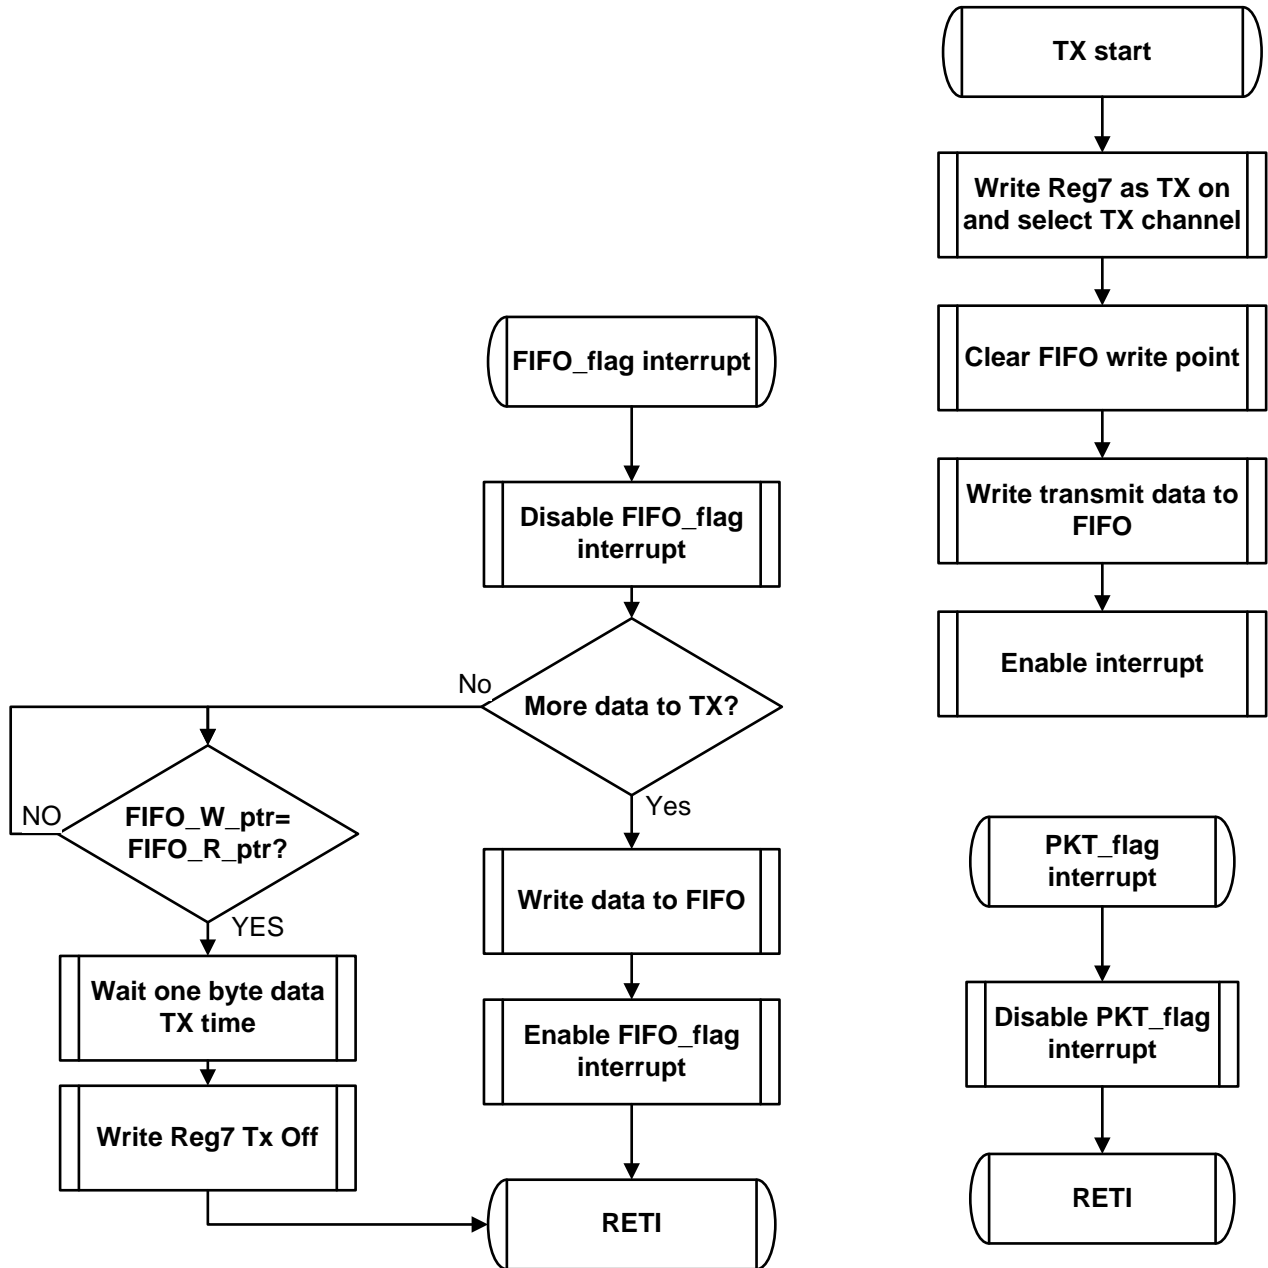 TX start
Write Reg7 as TX on
and select TX channel
Clear FIFO write point
Write transmit data to
FIFO
Enable interrupt
FIFO_flag interrupt
Disable FIFO_flag
interrupt
More data to TX?
No
Yes
FIFO_W_ptr=
FIFO_R_ptr?
NO
YES
Wait one byte data
TX time
Write Reg7 Tx Off
Write data to FIFO
Enable FIFO_flag
interrupt
RETI
PKT_flag
interrupt
Disable PKT_flag
interrupt
RETI